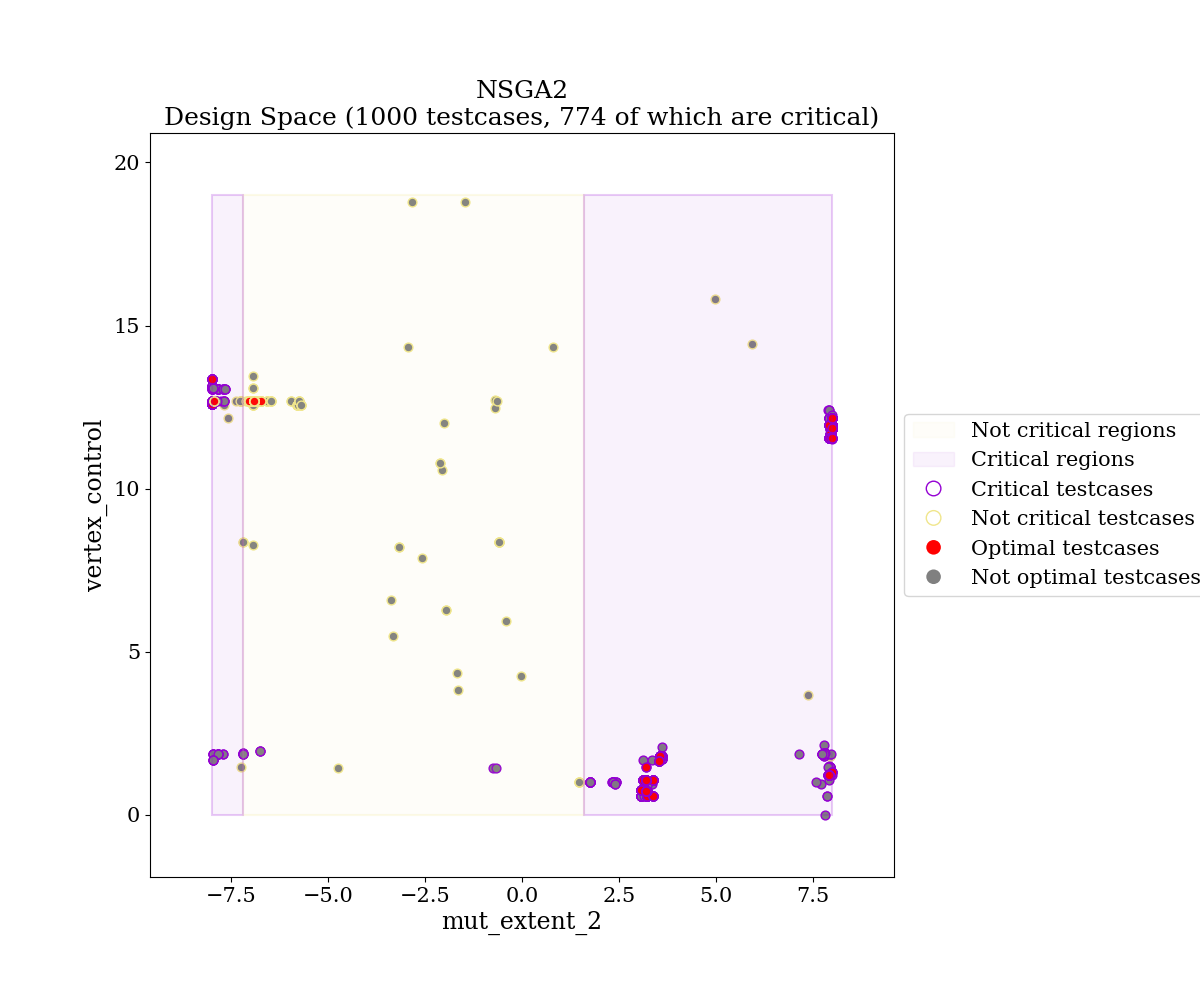 NSGA2
Design Space (1000 testcases, 774 of which are critical)
vertex_control
20
15
10
5
0
−7.5
−5.0
−2.5
0.0
2.5
5.0
7.5
mut_extent_2
Not critical regions
Critical regions
Critical testcases
Not critical testcases
Optimal testcases
Not optimal testcases